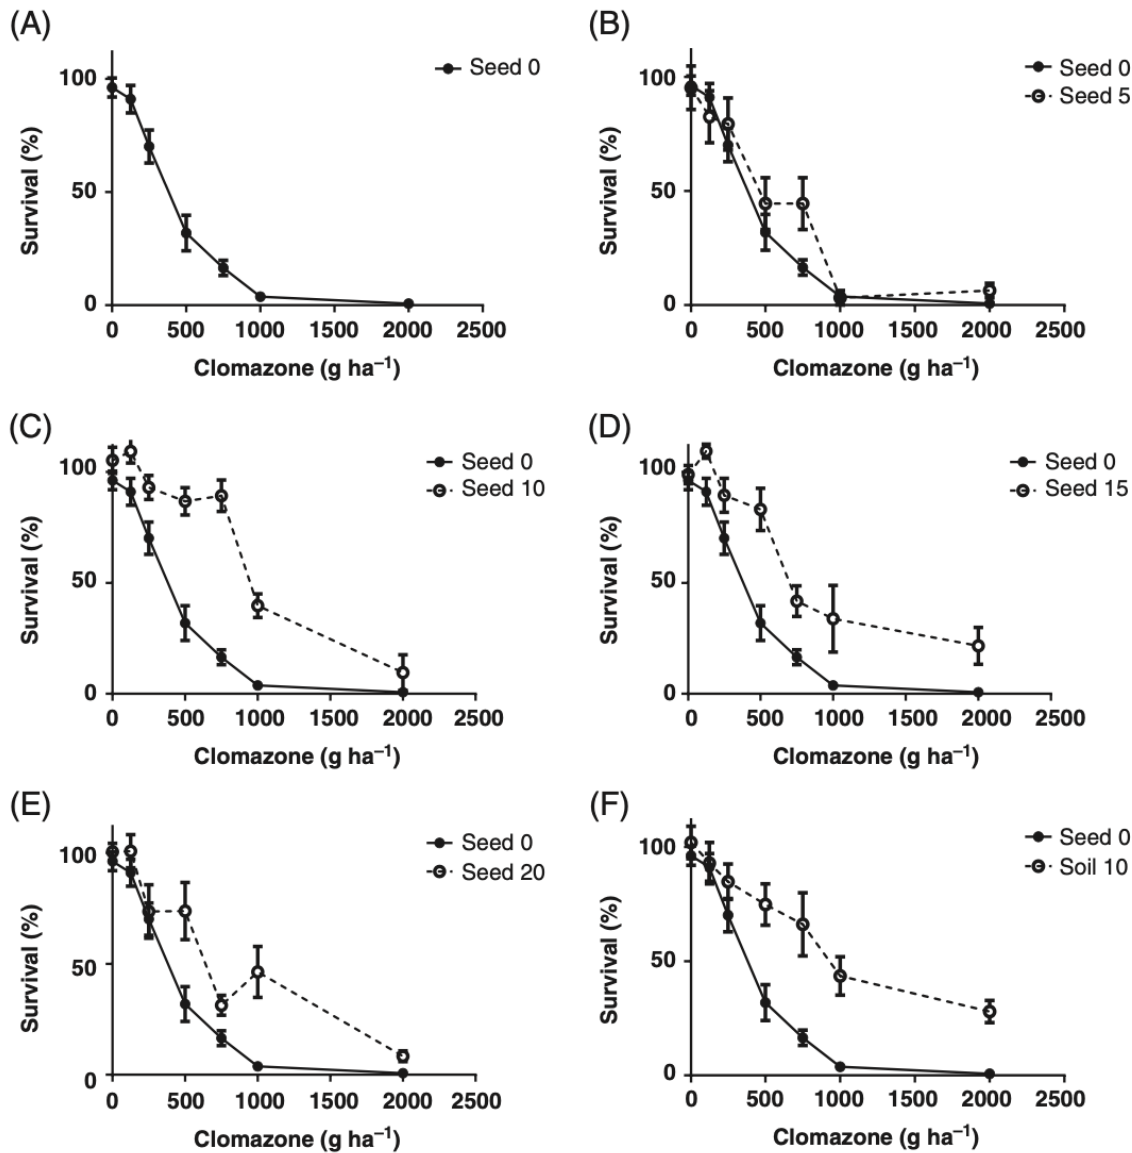 (A)
Seed 0
Survival (%)
100
50
0
0 500 1000 1500 2000 2500
Clomazone (g ha⁻¹)
(B)
Seed 0
Seed 5
Survival (%)
100
50
0
0 500 1000 1500 2000 2500
Clomazone (g ha⁻¹)
(C)
Seed 0
Seed 10
Survival (%)
100
50
0
0 500 1000 1500 2000 2500
Clomazone (g ha⁻¹)
(D)
Seed 0
Seed 15
Survival (%)
100
50
0
0 500 1000 1500 2000 2500
Clomazone (g ha⁻¹)
(E)
Seed 0
Seed 20
Survival (%)
100
50
0
0 500 1000 1500 2000 2500
Clomazone (g ha⁻¹)
(F)
Seed 0
Soil 10
Survival (%)
100
50
0
0 500 1000 1500 2000 2500
Clomazone (g ha⁻¹)